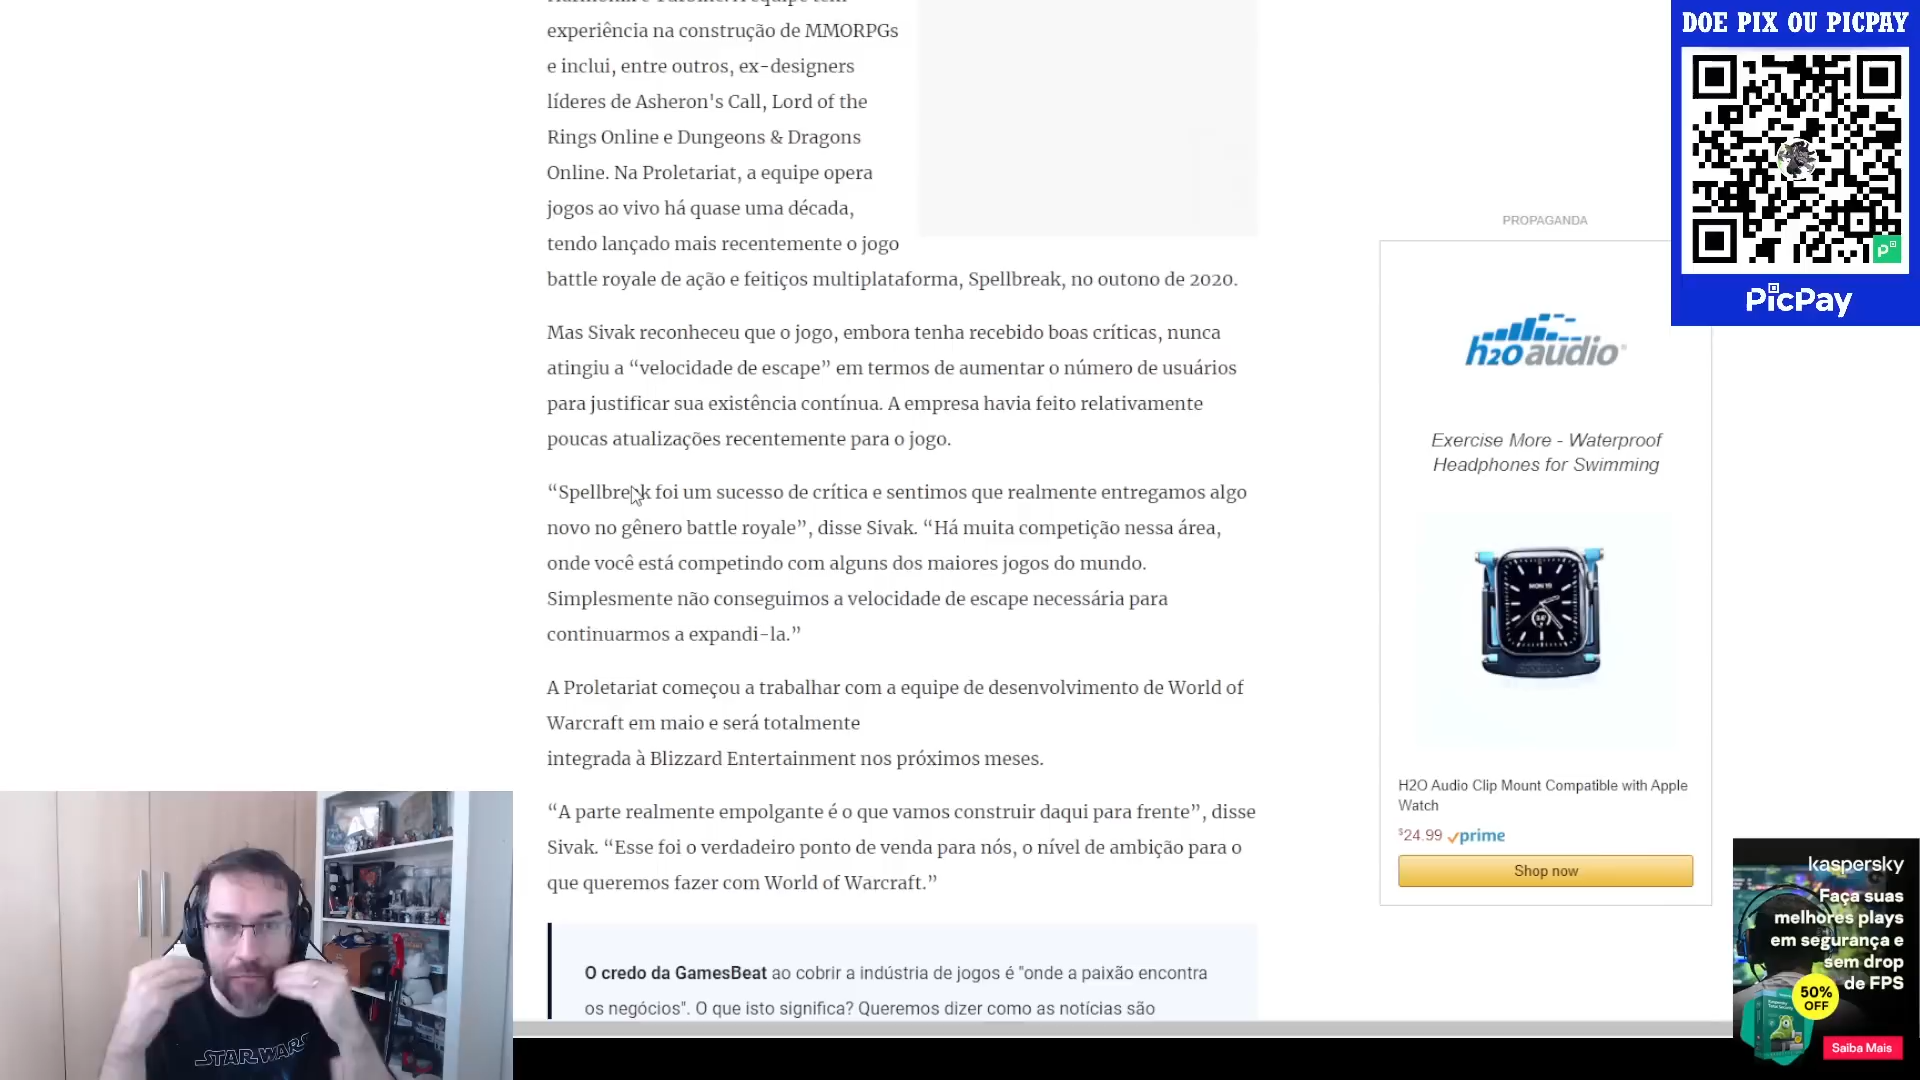 experiência na construção de MMORPGs
e inclui, entre outros, ex-designers
líderes de Asheron's Call, Lord of the
Rings Online e Dungeons & Dragons
Online. Na Proletariat, a equipe opera
jogos ao vivo há quase uma década,
tendo lançado mais recentemente o jogo
battle royale de ação e feitiços multiplataforma, Spellbreak, no outono de 2020.
Mas Sivak reconheceu que o jogo, embora tenha recebido boas críticas, nunca
atingiu a “velocidade de escape” em termos de aumentar o número de usuários
para justificar sua existência contínua. A empresa havia feito relativamente
poucas atualizações recentemente para o jogo.
“Spellbreak foi um sucesso de crítica e sentimos que realmente entregamos algo
novo no gênero battle royale”, disse Sivak. “Há muita competição nessa área,
onde você está competindo com alguns dos maiores jogos do mundo.
Simplesmente não conseguimos a velocidade de escape necessária para
continuarmos a expandi-la.”
A Proletariat começou a trabalhar com a equipe de desenvolvimento de World of
Warcraft em maio e será totalmente
integrada à Blizzard Entertainment nos próximos meses.
“A parte realmente empolgante é o que vamos construir daqui para frente”, disse
Sivak. “Esse foi o verdadeiro ponto de venda para nós, o nível de ambição para o
que queremos fazer com World of Warcraft.”
O credo da GamesBeat ao cobrir a indústria de jogos é "onde a paixão encontra
os negócios". O que isto significa? Queremos dizer como as notícias são
DOE PIX OU PICPAY
PicPay
PROPAGANDA
h2oaudio
Exercise More - Waterproof
Headphones for Swimming
H2O Audio Clip Mount Compatible with Apple
Watch
$24.99 prime
Shop now
kaspersky
Faça suas
melhores plays
em segurança e
sem drop
de FPS
50%
OFF
Saiba Mais
STAR WARS